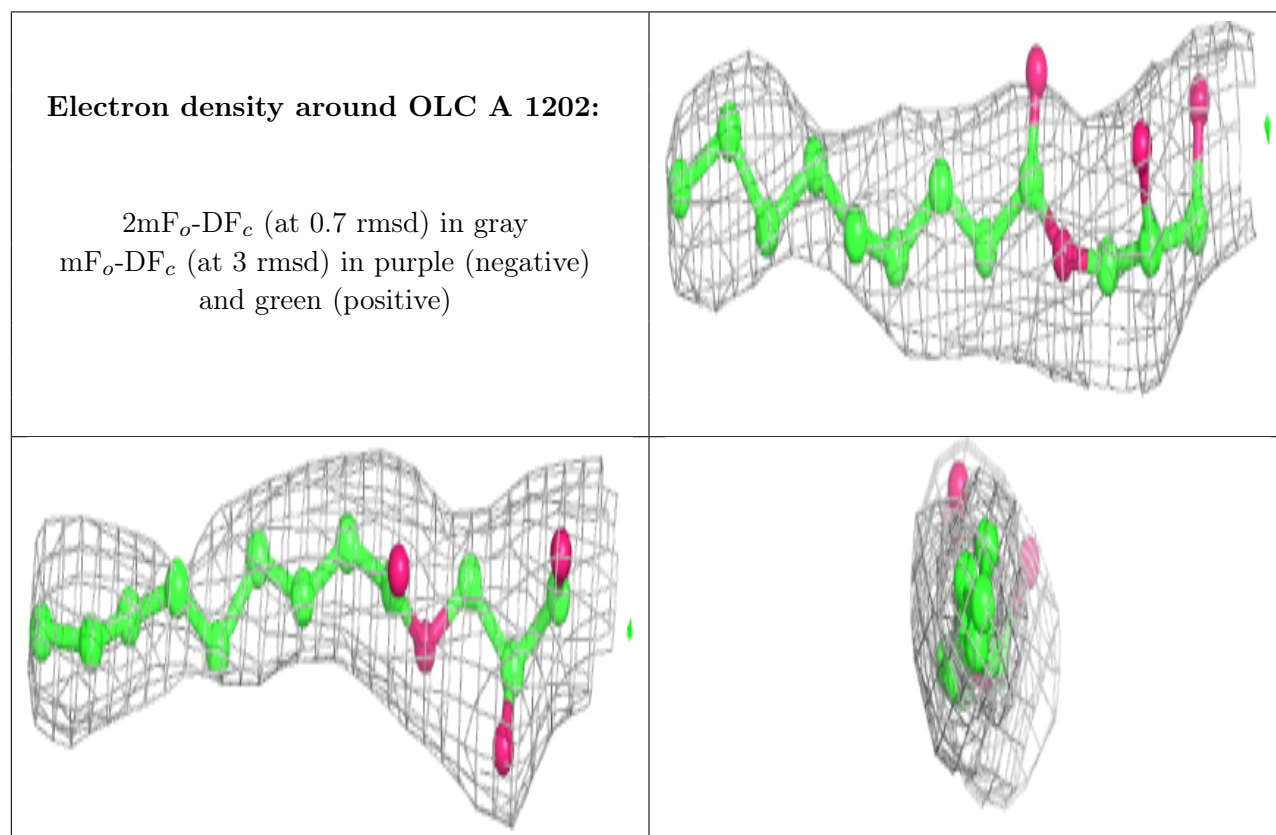 Electron density around OLC A 1202:
2mFo-DFc (at 0.7 rmsd) in gray
mFo-DFc (at 3 rmsd) in purple (negative)
and green (positive)